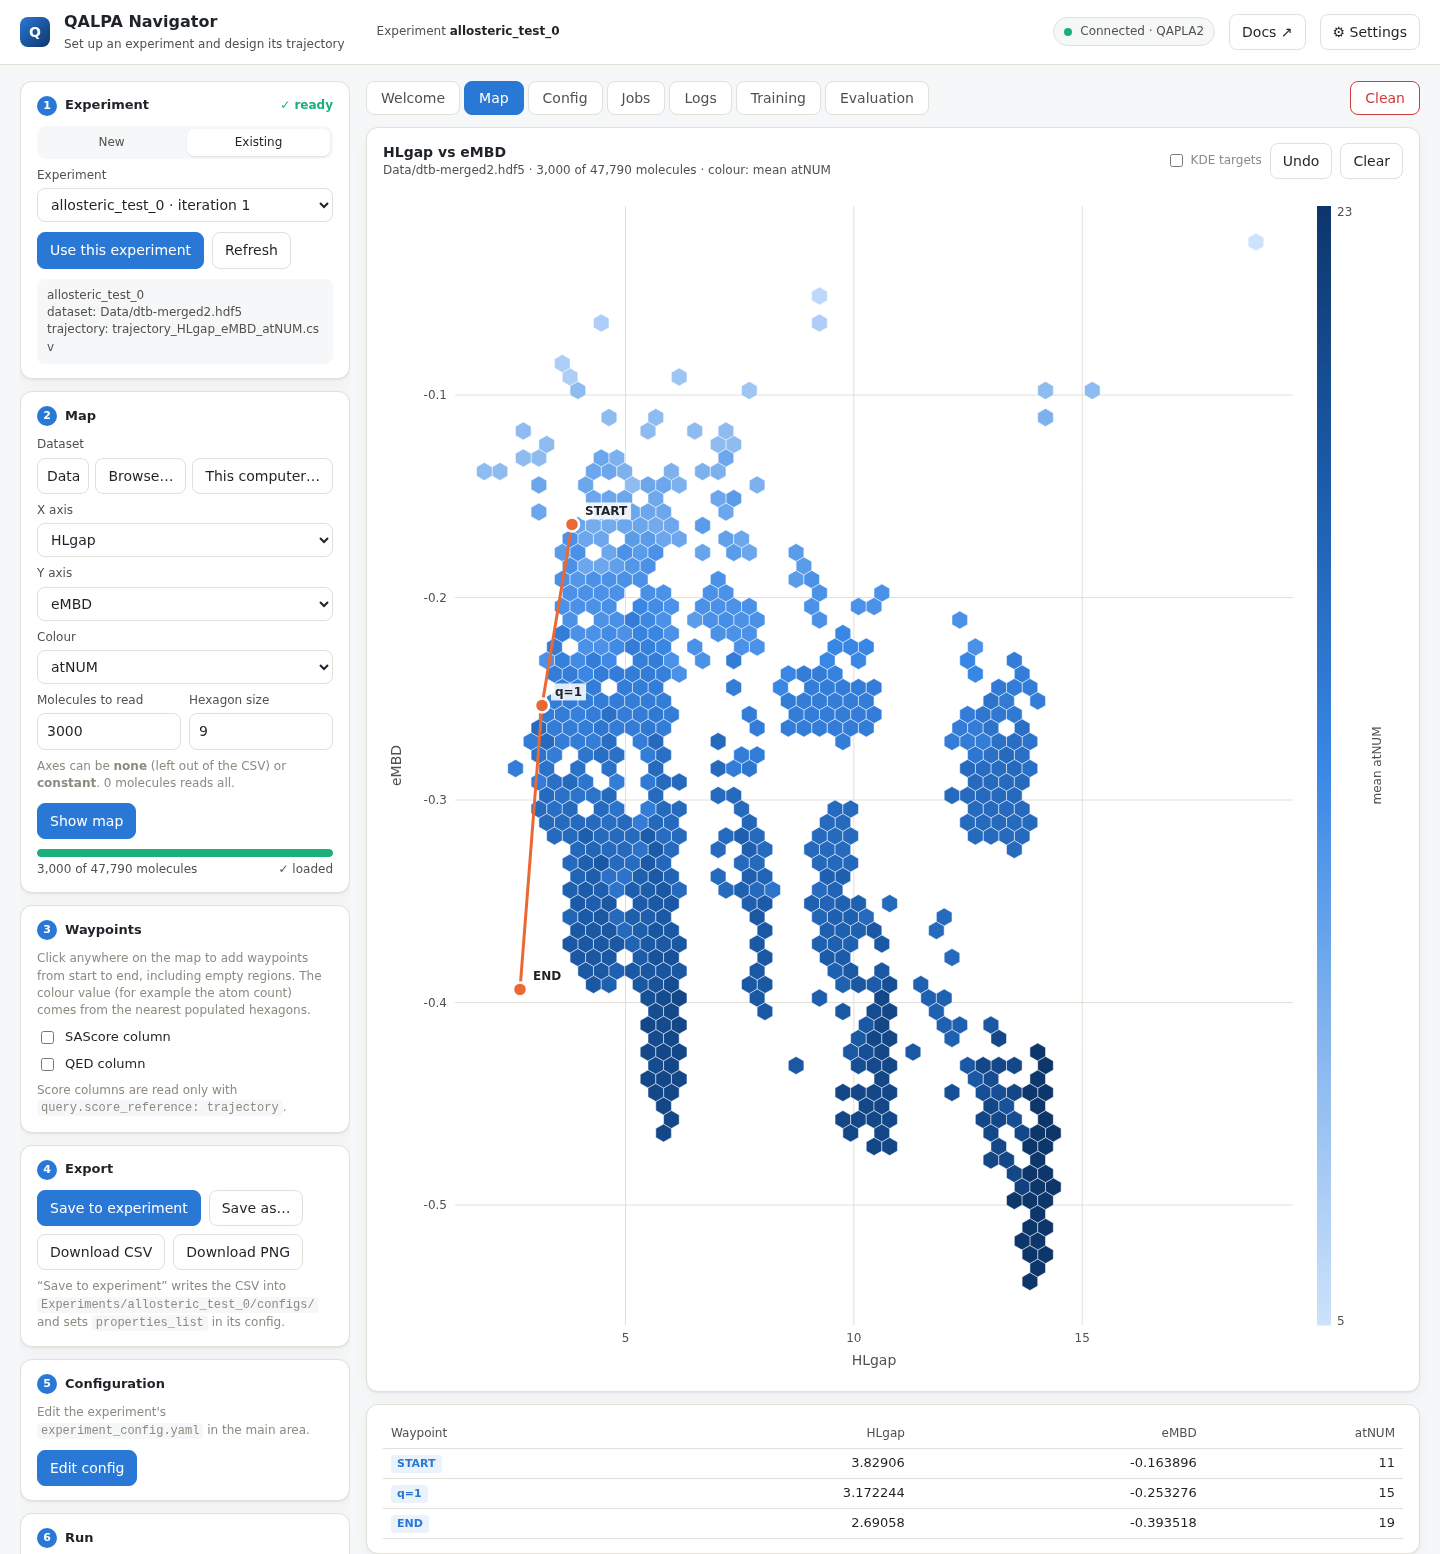 Q
QALPA Navigator
Set up an experiment and design its trajectory
Experiment allosteric_test_0
Connected · QAPLA2
Docs ↗
⚙ Settings
1 Experiment
✓ ready
New
Existing
Experiment
allosteric_test_0 · iteration 1
Use this experiment
Refresh
allosteric_test_0
dataset: Data/dtb-merged2.hdf5
trajectory: trajectory_HLgap_eMBD_atNUM.cs
v
2 Map
Dataset
Data
Browse…
This computer…
X axis
HLgap
Y axis
eMBD
Colour
atNUM
Molecules to read
Hexagon size
3000
9
Axes can be none (left out of the CSV) or
constant. 0 molecules reads all.
Show map
3,000 of 47,790 molecules
✓ loaded
3 Waypoints
Click anywhere on the map to add waypoints
from start to end, including empty regions. The
colour value (for example the atom count)
comes from the nearest populated hexagons.
SAScore column
QED column
Score columns are read only with
query.score_reference: trajectory.
4 Export
Save to experiment
Save as…
Download CSV
Download PNG
“Save to experiment” writes the CSV into
Experiments/allosteric_test_0/configs/
and sets properties_list in its config.
5 Configuration
Edit the experiment's
experiment_config.yaml in the main area.
Edit config
6 Run
Welcome
Map
Config
Jobs
Logs
Training
Evaluation
Clean
HLgap vs eMBD
Data/dtb-merged2.hdf5 · 3,000 of 47,790 molecules · colour: mean atNUM
KDE targets
Undo
Clear
-0.1
-0.2
-0.3
-0.4
-0.5
eMBD
START
q=1
END
5
10
15
HLgap
23
5
mean atNUM
Waypoint HLgap eMBD atNUM
START 3.82906 -0.163896 11
q=1 3.172244 -0.253276 15
END 2.69058 -0.393518 19